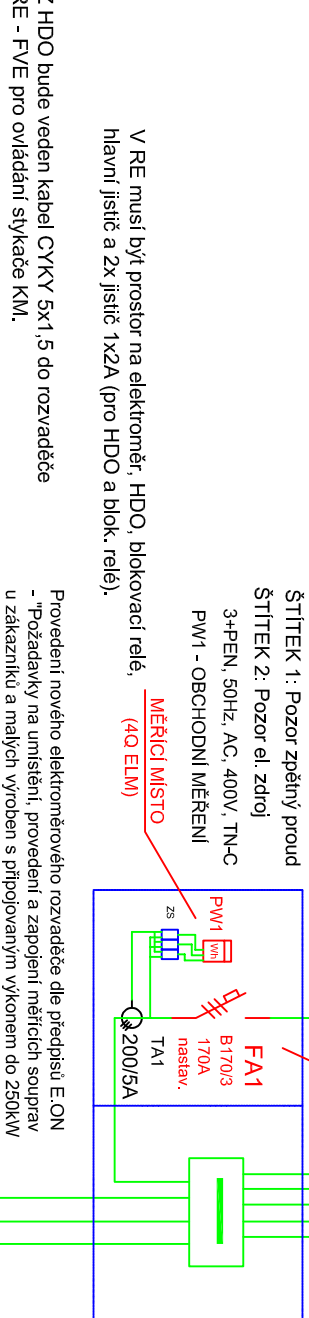 ŠTÍTEK 1: Pozor zpětný proud
ŠTÍTEK 2: Pozor el. zdroj
3+PEN, 50Hz, AC, 400V, TN-C
PW1 - OBCHODNÍ MĚŘENÍ
MĚŘÍCÍ MÍSTO
(4Q ELM)
V RE musí být prostor na elektroměr, HDO, blokovací relé,
hlavní jistič a 2x jistič 1x2A (pro HDO a blok. relé).
Z HDO bude veden kabel CYKY 5x1,5 do rozvaděče
RE - FVE pro ovládání stykače KM.
FA1
B170/3
170A
nastav.
PW1
Wh
ZS
TA1
200/5A
Provedení nového elektroměrového rozvaděče dle předpisů E.ON
- "Požadavky na umístění, provedení a zapojení měřicích souprav
u zákazníků a malých výroben s připojovaným výkonem do 250kW